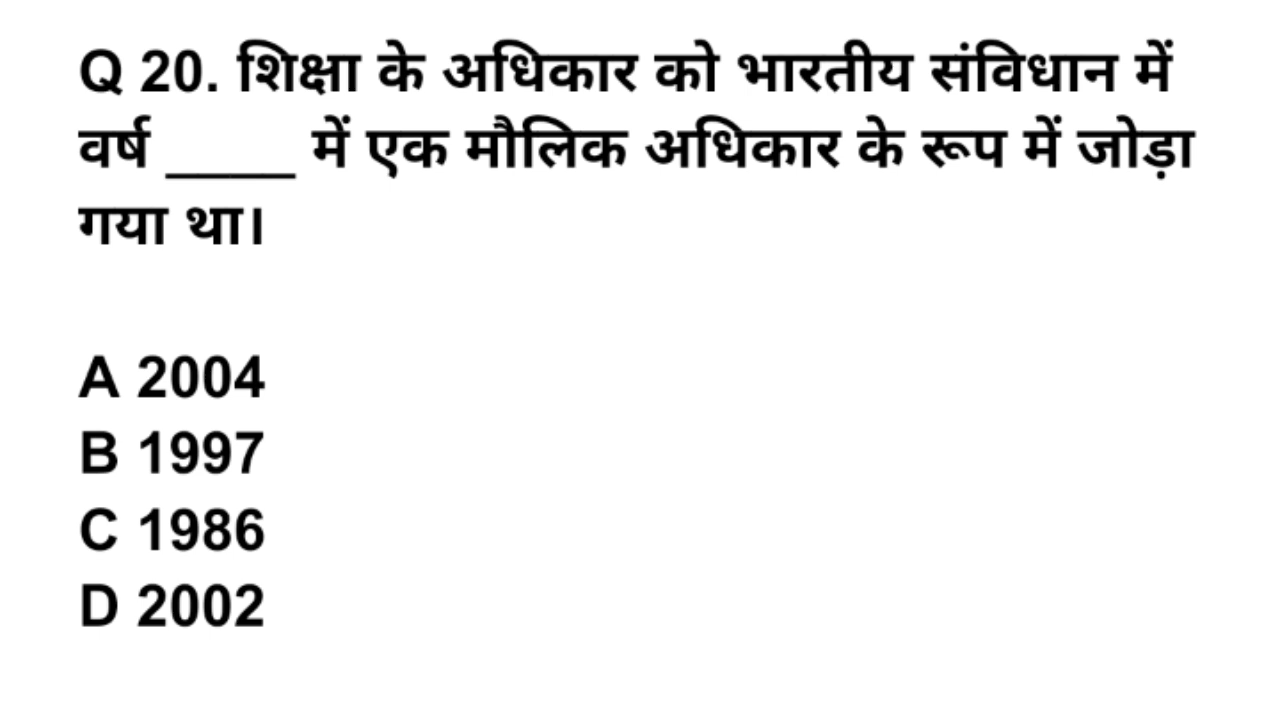 Q 20. शिक्षा के अधिकार को भारतीय संविधान में
वर्ष ____ में एक मौलिक अधिकार के रूप में जोड़ा
गया था।
A 2004
B 1997
C 1986
D 2002